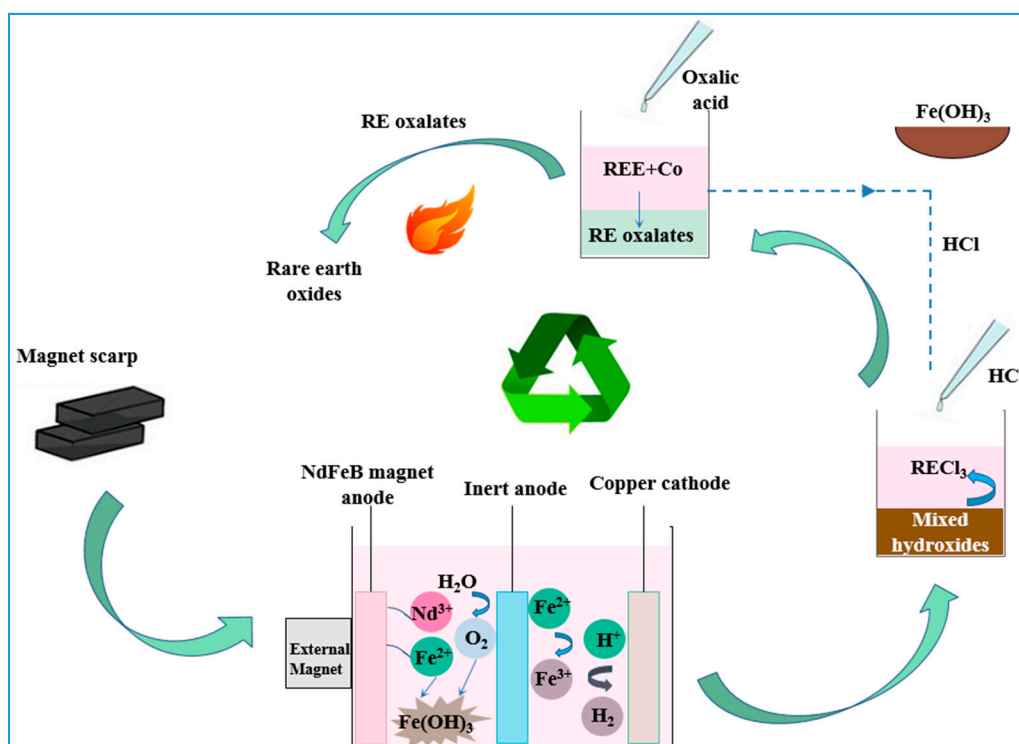 Oxalic
acid
RE oxalates
Fe(OH)₃
REE+Co
RE oxalates
HCl
Rare earth
oxides
Magnet scarp
HC
NdFeB magnet
anode
Inert anode
Copper cathode
RECl₃
Mixed
hydroxides
H₂O
Nd³⁺
Fe²⁺
O₂
H⁺
External
Magnet
Fe²⁺
Fe³⁺
Fe(OH)₃
H₂